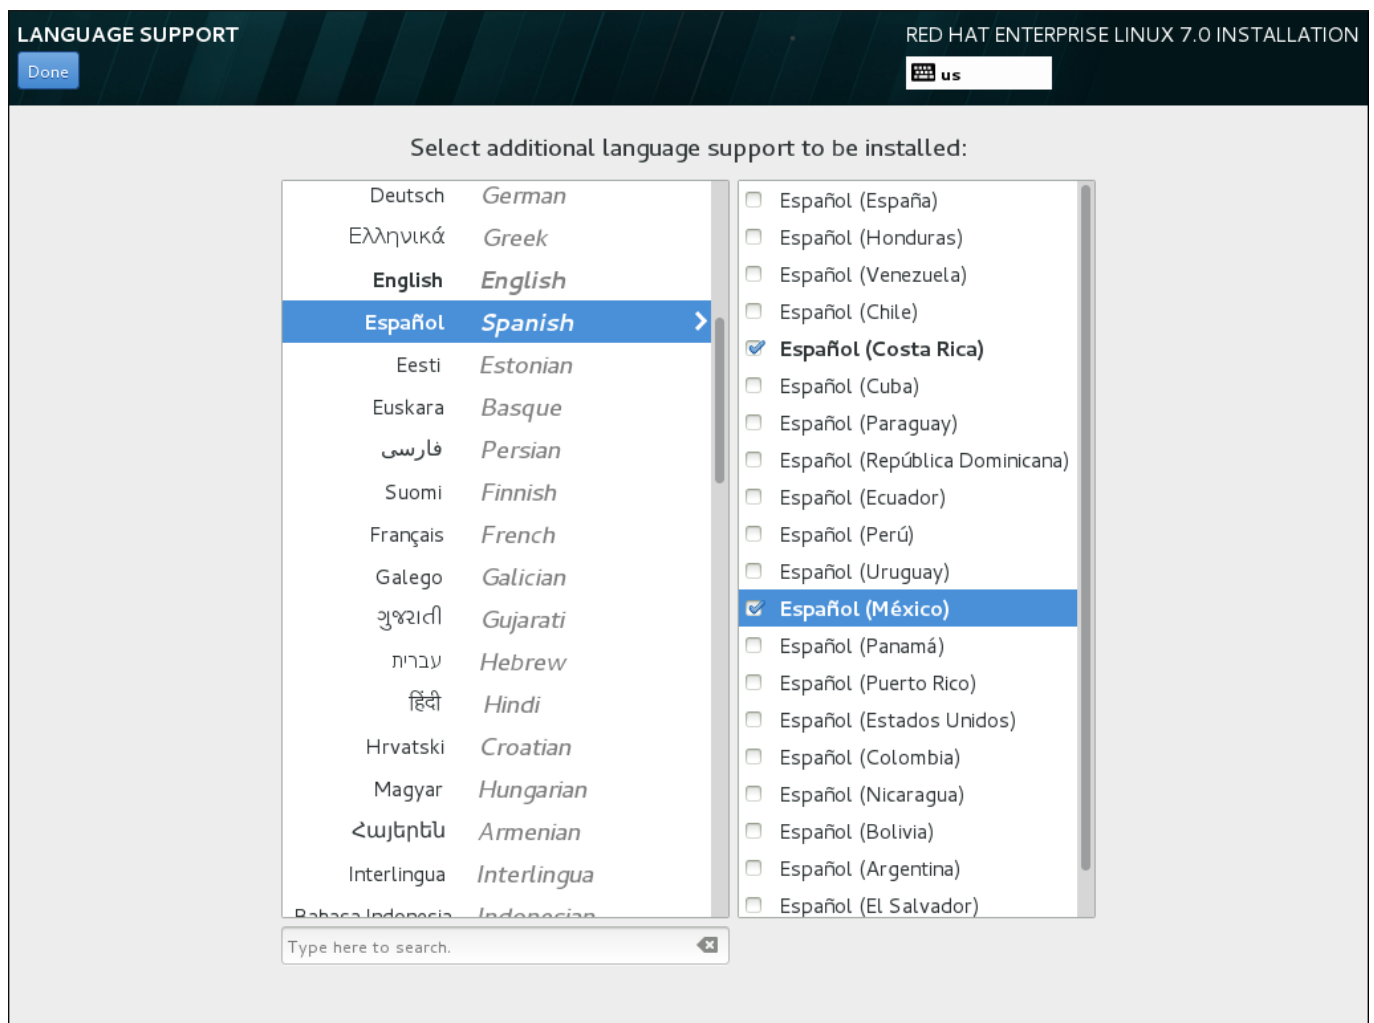 LANGUAGE SUPPORT
RED HAT ENTERPRISE LINUX 7.0 INSTALLATION
Done
us
Select additional language support to be installed:
Deutsch German
Ελληνικά Greek
English English
Español Spanish
Eesti Estonian
Euskara Basque
فارسی Persian
Suomi Finnish
Français French
Galego Galician
ગુજરાતી Gujarati
עברית Hebrew
हिंदी Hindi
Hrvatski Croatian
Magyar Hungarian
Հայերեն Armenian
Interlingua Interlingua
Bahasa Indonesia Indonesian
Español (España)
Español (Honduras)
Español (Venezuela)
Español (Chile)
Español (Costa Rica)
Español (Cuba)
Español (Paraguay)
Español (República Dominicana)
Español (Ecuador)
Español (Perú)
Español (Uruguay)
Español (México)
Español (Panamá)
Español (Puerto Rico)
Español (Estados Unidos)
Español (Colombia)
Español (Nicaragua)
Español (Bolivia)
Español (Argentina)
Español (El Salvador)
Type here to search.